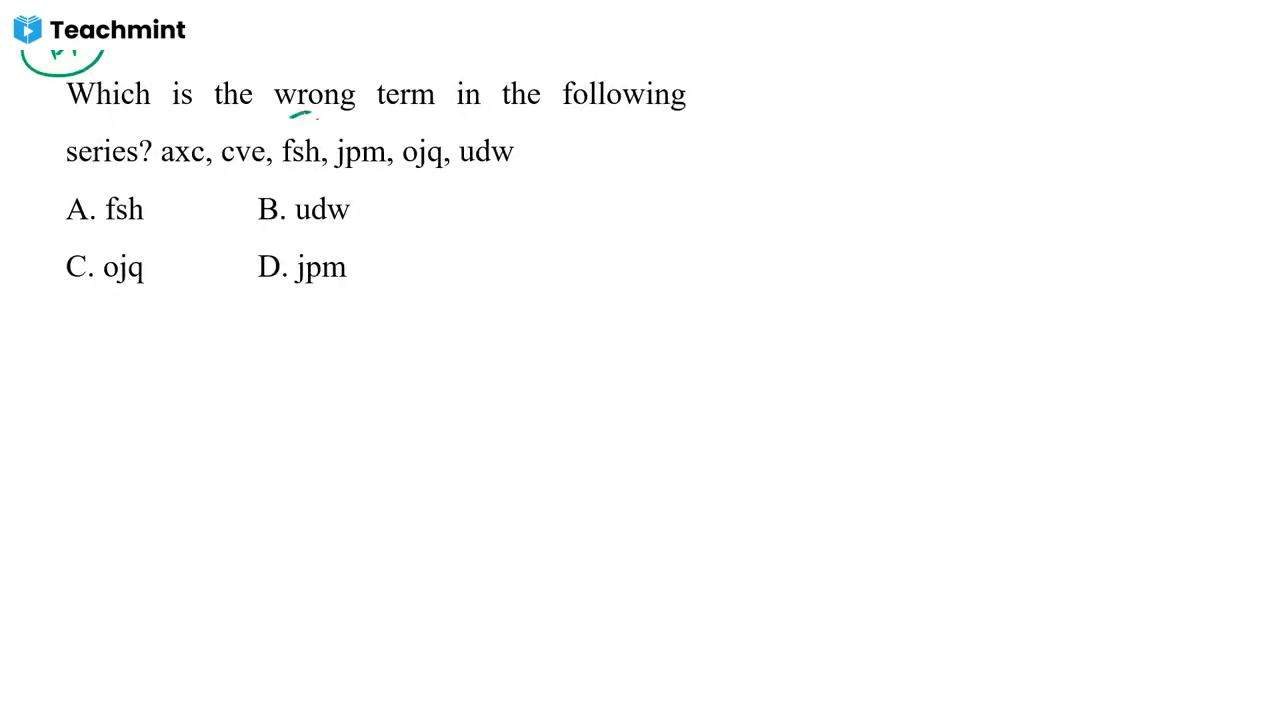 Teachmint
Which is the wrong term in the following
series? axc, cve, fsh, jpm, ojq, udw
A. fsh B. udw
C. ojq D. jpm